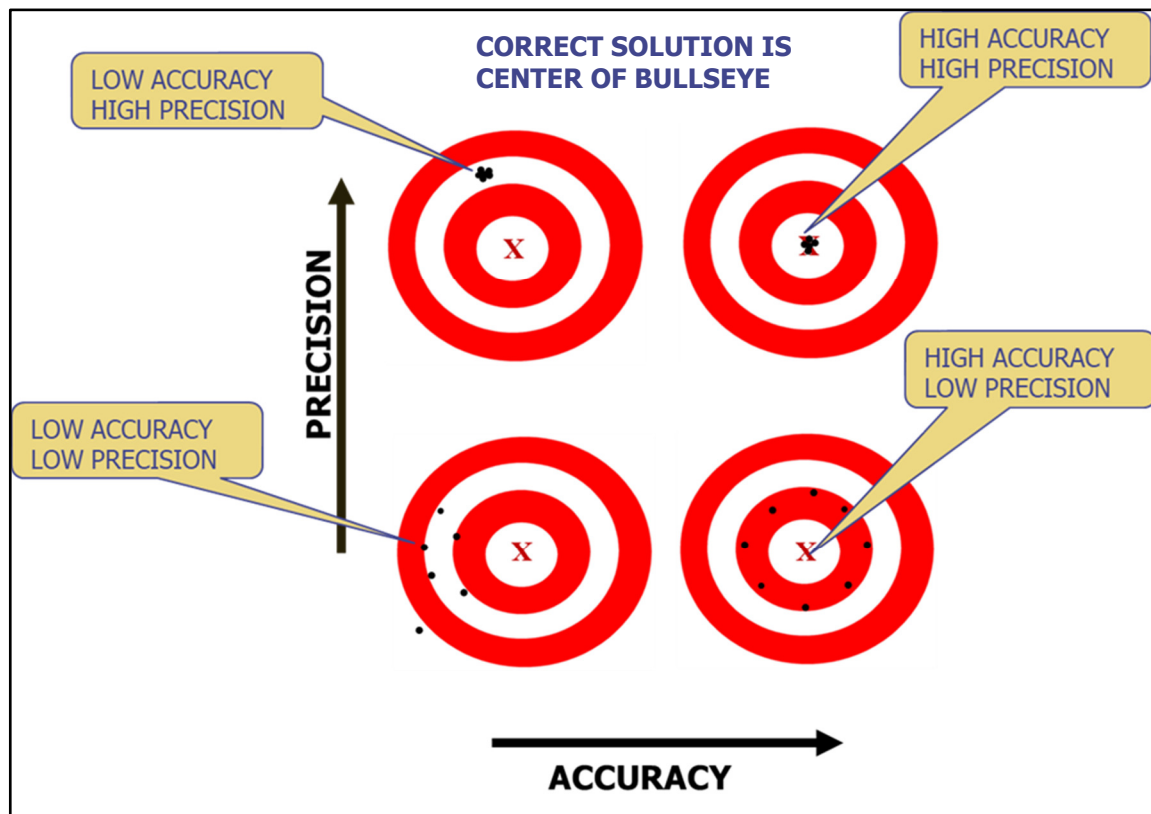 CORRECT SOLUTION IS
CENTER OF BULLSEYE
LOW ACCURACY
HIGH PRECISION
HIGH ACCURACY
HIGH PRECISION
X
X
PRECISION
LOW ACCURACY
LOW PRECISION
HIGH ACCURACY
LOW PRECISION
X
X
ACCURACY